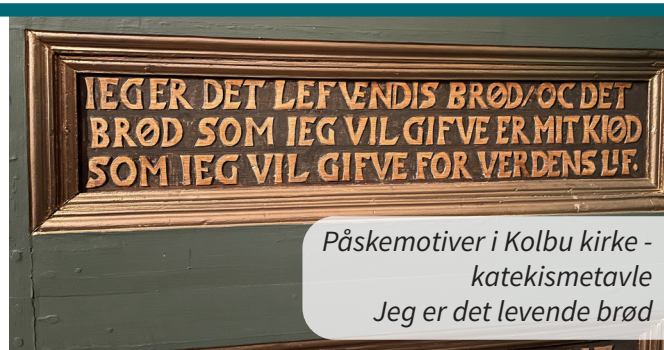 IEG ER DET LEFVENDIS BRØD/OC DET
BRØD SOM IEG VIL GIFVE ER MIT KIØD
SOM IEG VIL GIFVE FOR VERDENS LIF.
Påskemotiver i Kolbu kirke -
katekismetavle
Jeg er det levende brød